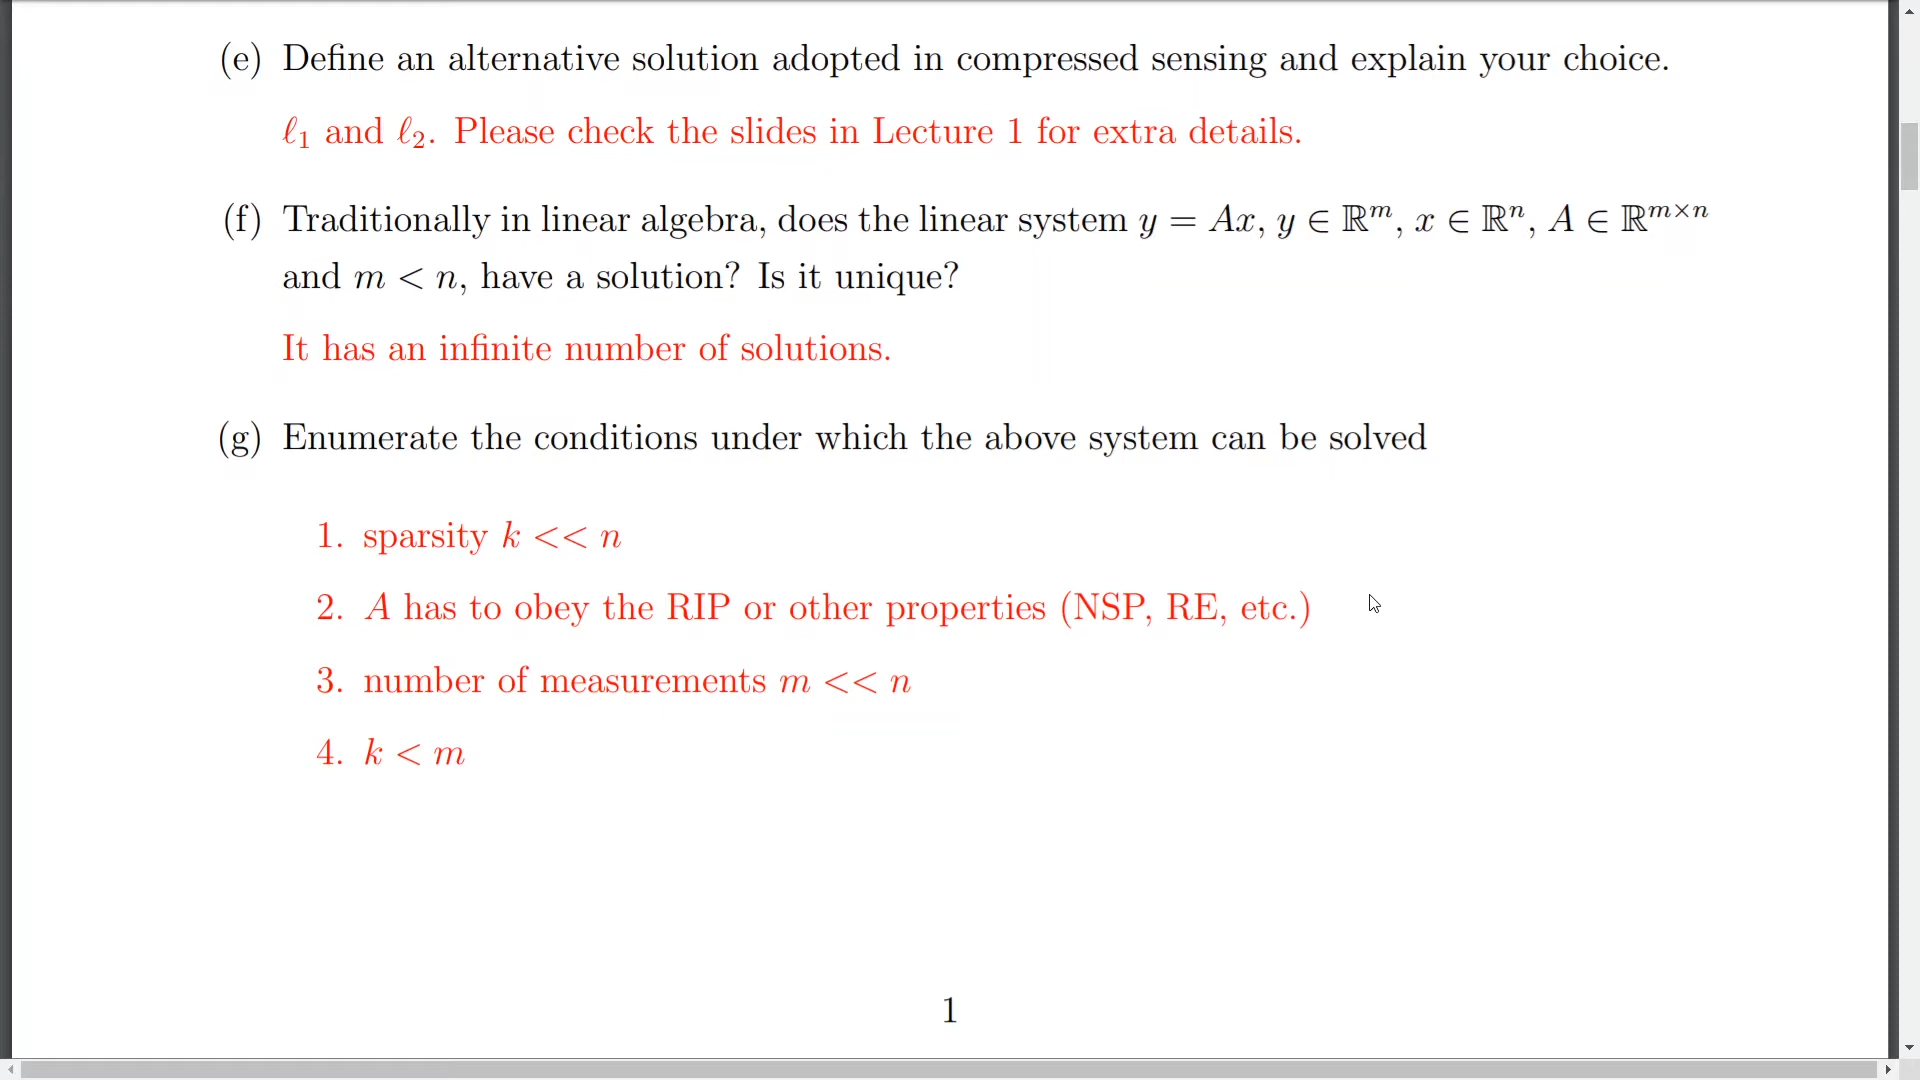 (e) Define an alternative solution adopted in compressed sensing and explain your choice.
ℓ₁ and ℓ₂. Please check the slides in Lecture 1 for extra details.
(f) Traditionally in linear algebra, does the linear system y = Ax, y ∈ ℝᵐ, x ∈ ℝⁿ, A ∈ ℝᵐˣⁿ
and m < n, have a solution? Is it unique?
It has an infinite number of solutions.
(g) Enumerate the conditions under which the above system can be solved
1. sparsity k << n
2. A has to obey the RIP or other properties (NSP, RE, etc.)
3. number of measurements m << n
4. k < m
1